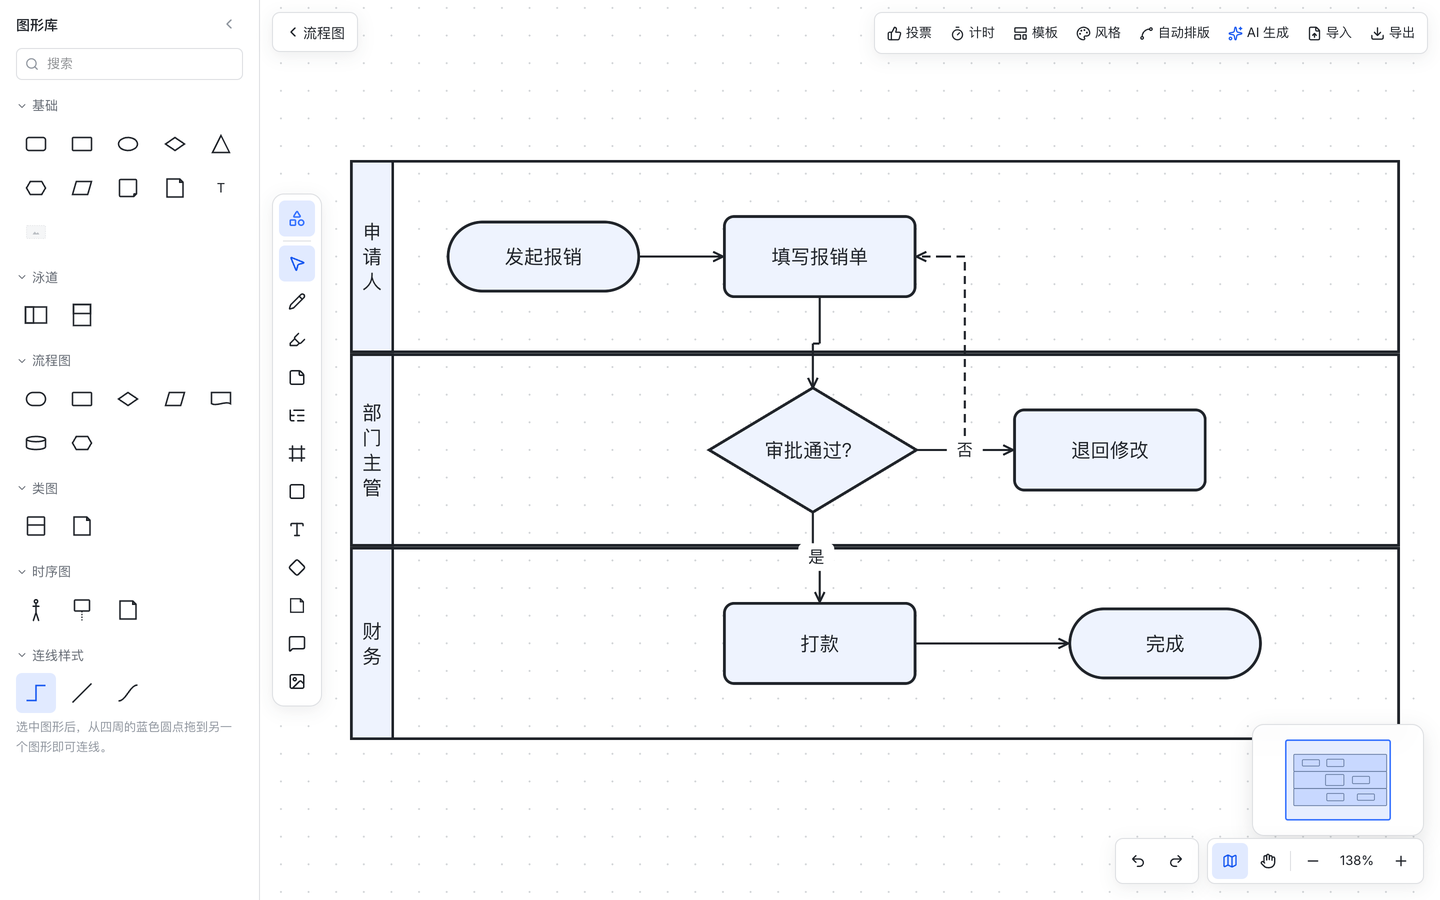 图形库
搜索
基础
T
泳道
流程图
类图
时序图
连线样式
选中图形后，从四周的蓝色圆点拖到另一
个图形即可连线。
流程图
投票
计时
模板
风格
自动排版
AI 生成
导入
导出
申请人
发起报销
填写报销单
部门主管
审批通过?
否
退回修改
是
财务
打款
完成
138%